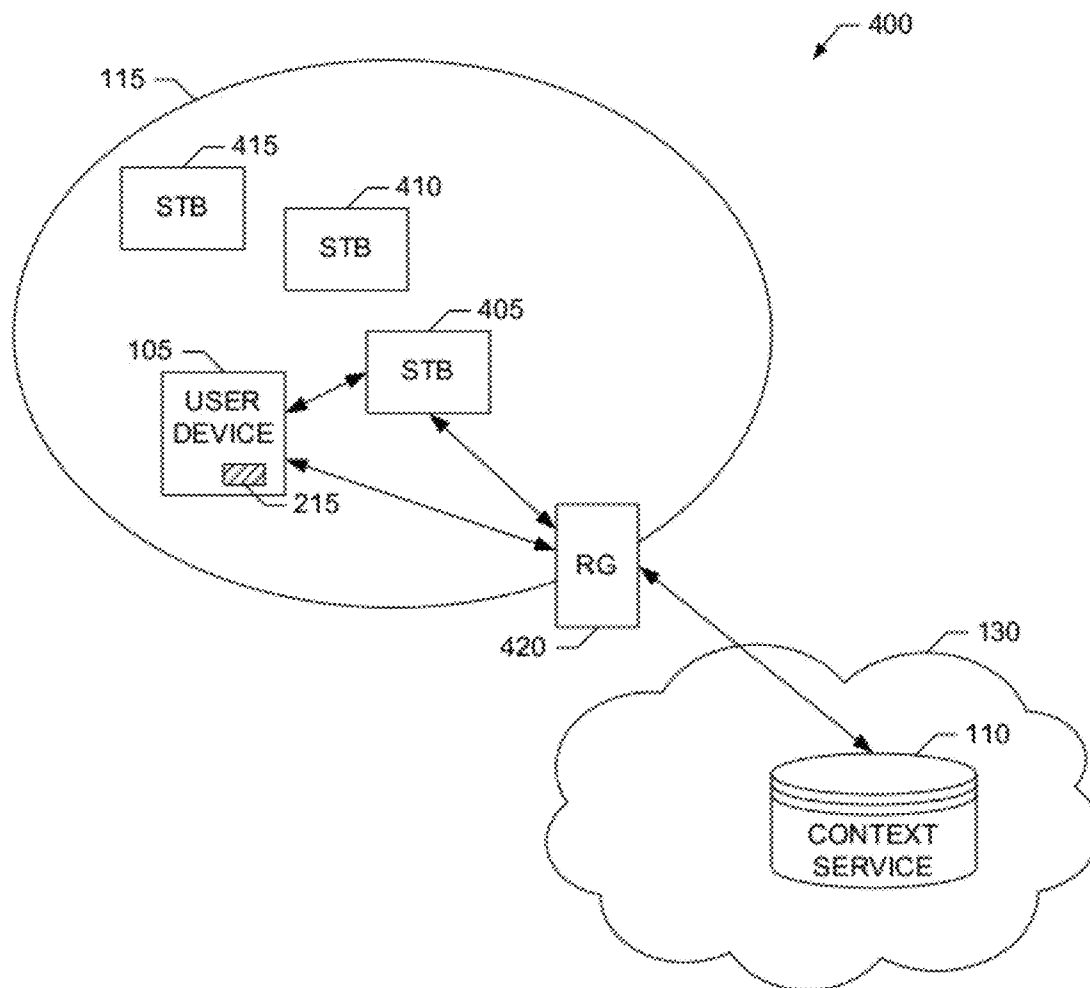 400
115
415
STB
410
STB
405
STB
105
USER
DEVICE
215
RG
420
130
110
CONTEXT
SERVICE